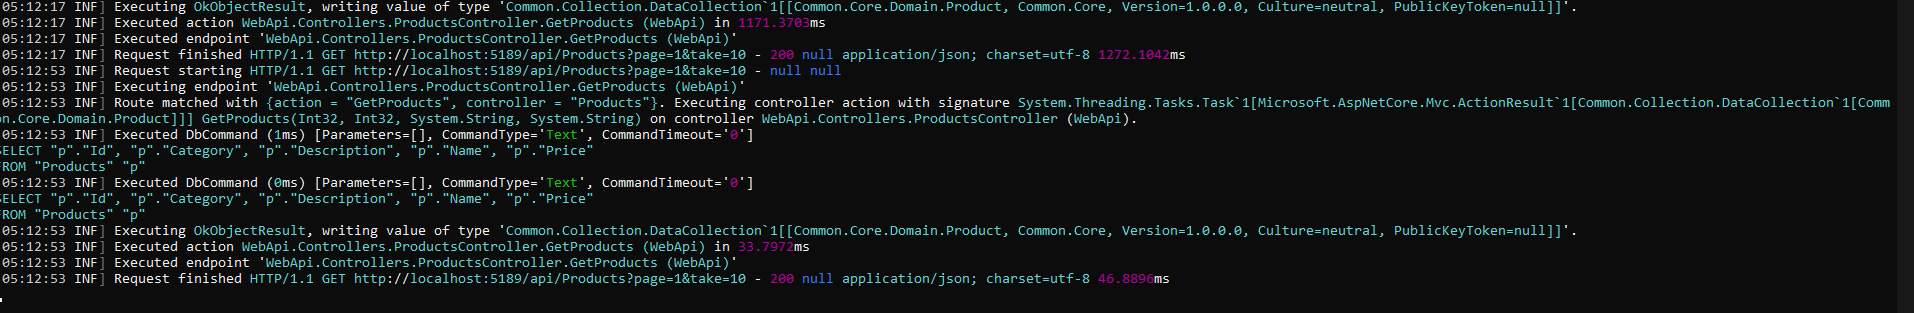 05:12:17 INF] Executing OkObjectResult, writing value of type 'Common.Collection.DataCollection`1[[Common.Core.Domain.Product, Common.Core, Version=1.0.0.0, Culture=neutral, PublicKeyToken=null]]'.
05:12:17 INF] Executed action WebApi.Controllers.ProductsController.GetProducts (WebApi) in 1171.3703ms
05:12:17 INF] Executed endpoint 'WebApi.Controllers.ProductsController.GetProducts (WebApi)'
05:12:17 INF] Request finished HTTP/1.1 GET http://localhost:5189/api/Products?page=1&take=10 - 200 null application/json; charset=utf-8 1272.1042ms
05:12:53 INF] Request starting HTTP/1.1 GET http://localhost:5189/api/Products?page=1&take=10 - null null
05:12:53 INF] Executing endpoint 'WebApi.Controllers.ProductsController.GetProducts (WebApi)'
05:12:53 INF] Route matched with {action = "GetProducts", controller = "Products"}. Executing controller action with signature System.Threading.Tasks.Task`1[Microsoft.AspNetCore.Mvc.ActionResult`1[Common.Collection.DataCollection`1[Comm
on.Core.Domain.Product]]] GetProducts(Int32, Int32, System.String, System.String) on controller WebApi.Controllers.ProductsController (WebApi).
05:12:53 INF] Executed DbCommand (1ms) [Parameters=[], CommandType='Text', CommandTimeout='0']
SELECT "p"."Id", "p"."Category", "p"."Description", "p"."Name", "p"."Price"
FROM "Products" "p"
05:12:53 INF] Executed DbCommand (0ms) [Parameters=[], CommandType='Text', CommandTimeout='0']
SELECT "p"."Id", "p"."Category", "p"."Description", "p"."Name", "p"."Price"
FROM "Products" "p"
05:12:53 INF] Executing OkObjectResult, writing value of type 'Common.Collection.DataCollection`1[[Common.Core.Domain.Product, Common.Core, Version=1.0.0.0, Culture=neutral, PublicKeyToken=null]]'.
05:12:53 INF] Executed action WebApi.Controllers.ProductsController.GetProducts (WebApi) in 33.7972ms
05:12:53 INF] Executed endpoint 'WebApi.Controllers.ProductsController.GetProducts (WebApi)'
05:12:53 INF] Request finished HTTP/1.1 GET http://localhost:5189/api/Products?page=1&take=10 - 200 null application/json; charset=utf-8 46.8896ms